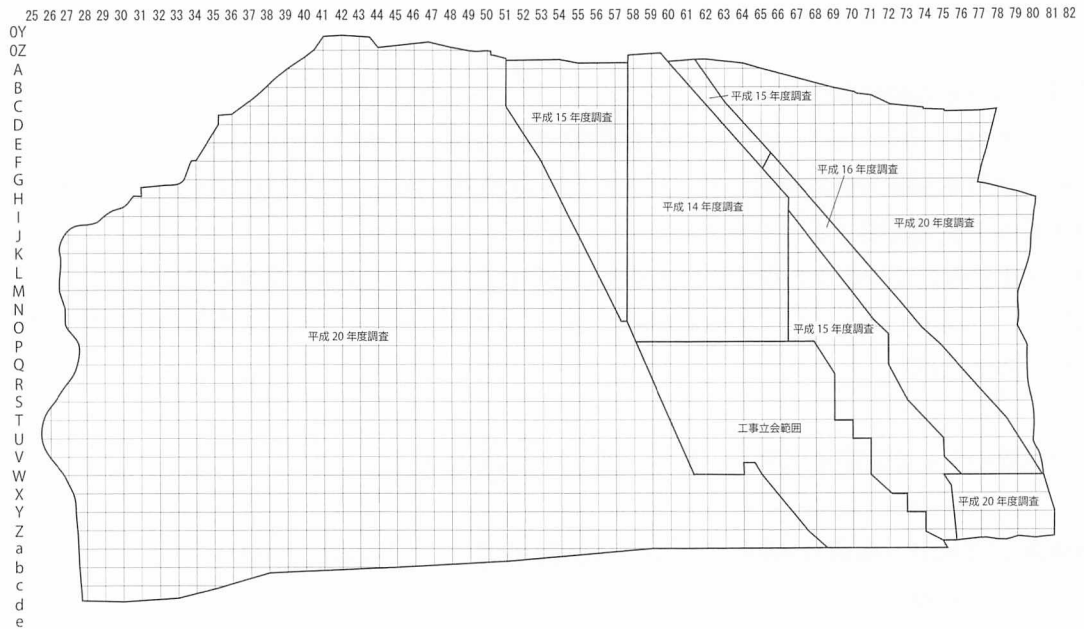 25 26 27 28 29 30 31 32 33 34 35 36 37 38 39 40 41 42 43 44 45 46 47 48 49 50 51 52 53 54 55 56 57 58 59 60 61 62 63 64 65 66 67 68 69 70 71 72 73 74 75 76 77 78 79 80 81 82
0Y
0Z
A
B
C
D
E
F
G
H
I
J
K
L
M
N
O
P
Q
R
S
T
U
V
W
X
Y
Z
a
b
c
d
e
平成 15 年度調査
平成 15 年度調査
平成 16 年度調査
平成 14 年度調査
平成 20 年度調査
平成 20 年度調査
平成 15 年度調査
工事立会範囲
平成 20 年度調査